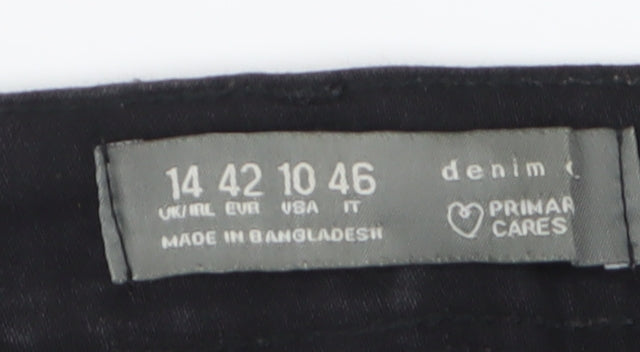 14 42 10 46
UK/IRL EUR USA IT
MADE IN BANGLADESH
denim
PRIMAR
CARES